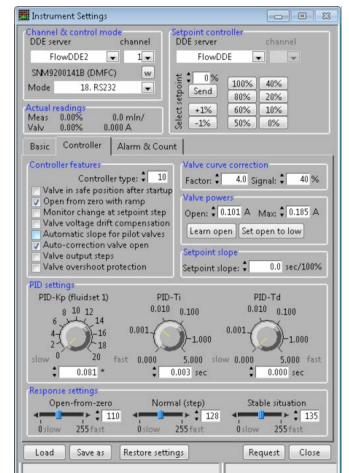 Instrument Settings
Channel & control mode
DDE server channel
FlowDDE2 1
SNM9200141B (DMFC) w
Mode 18. RS232
Setpoint controller
DDE server channel
FlowDDE
Select setpoint
0 % 100% 40%
Send 80% 20%
+1% 60% 10%
-1% 50% 0%
Actual readings
Meas 0.00% 0.0 mln/
Valv 0.00% 0.000 A
Basic Controller Alarm & Count
Controller features
Controller type: 10
Valve in safe position after startup
Open from zero with ramp
Monitor change at setpoint step
Valve voltage drift compensation
Automatic slope for pilot valves
Auto-correction valve open
Valve output steps
Valve overshoot protection
Valve curve correction
Factor: 4.0 Signal: 40 %
Valve powers
Open: 0.101 A Max: 0.185 A
Learn open Set open to low
Setpoint slope
Setpoint slope: 0.0 sec/100%
PID settings
PID-Kp (fluidset 1) PID-Ti PID-Td
8 10 12 0.010 0.100 0.010 0.100
6 14
4 16 0.001 1.000 0.001 1.000
2 18
0 20
slow fast 0.000 5.000 slow 0.000 5.000 fast
0.081 * 0.003 sec 0.000 sec
Response settings
Open-from-zero Normal (step) Stable situation
110 128 135
0 slow 255 fast 0 slow 255 fast 0 slow 255 fast
Load Save as Restore settings Request Close